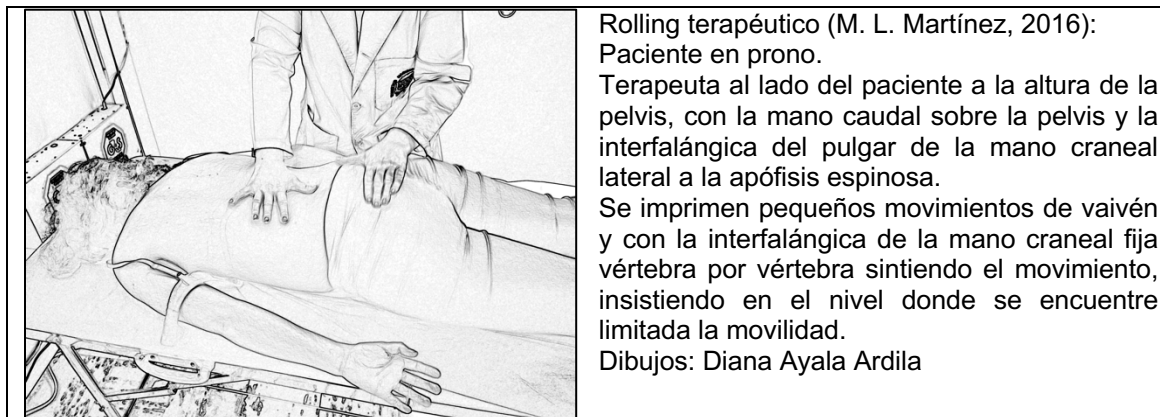 Rolling terapéutico (M. L. Martínez, 2016):
Paciente en prono.
Terapeuta al lado del paciente a la altura de la
pelvis, con la mano caudal sobre la pelvis y la
interfalángica del pulgar de la mano craneal
lateral a la apófisis espinosa.
Se imprimen pequeños movimientos de vaivén
y con la interfalángica de la mano craneal fija
vértebra por vértebra sintiendo el movimiento,
insistiendo en el nivel donde se encuentre
limitada la movilidad.
Dibujos: Diana Ayala Ardila